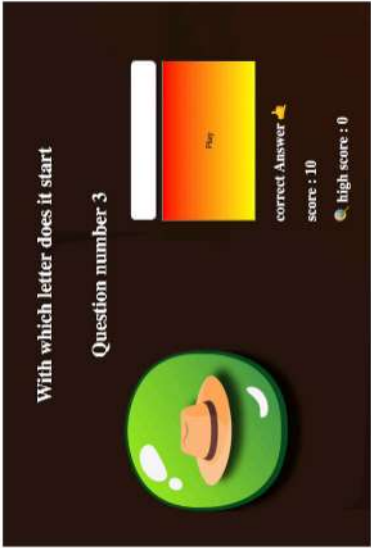 With which letter does it start
Question number 3
Play
correct Answer 🤙
score : 10
🔍 high score : 0